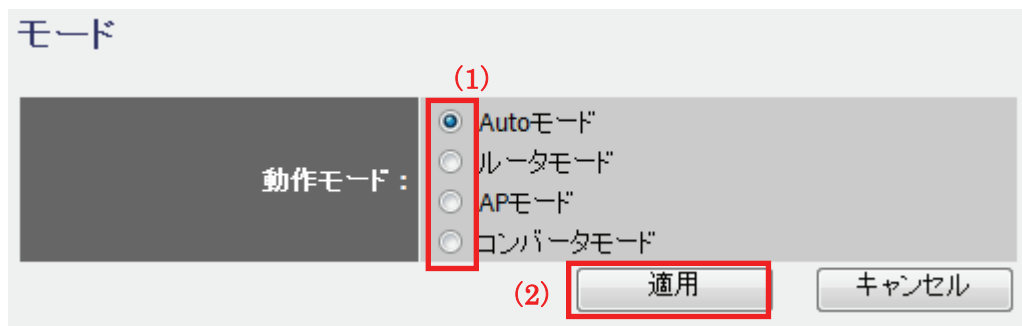 モード
(1)
Autoモード
ルータモード
動作モード：
APモード
コンバータモード
(2)
適用
キャンセル